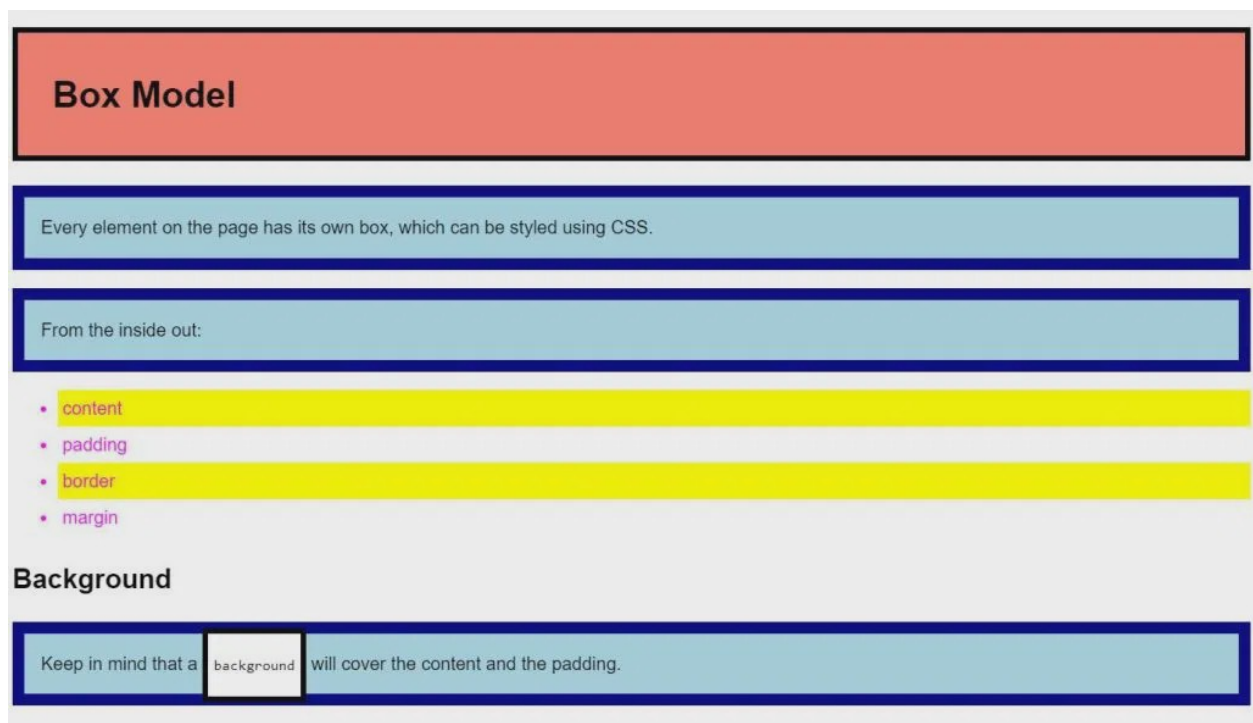 Box Model
Every element on the page has its own box, which can be styled using CSS.
From the inside out:
• content
• padding
• border
• margin
Background
Keep in mind that a background will cover the content and the padding.